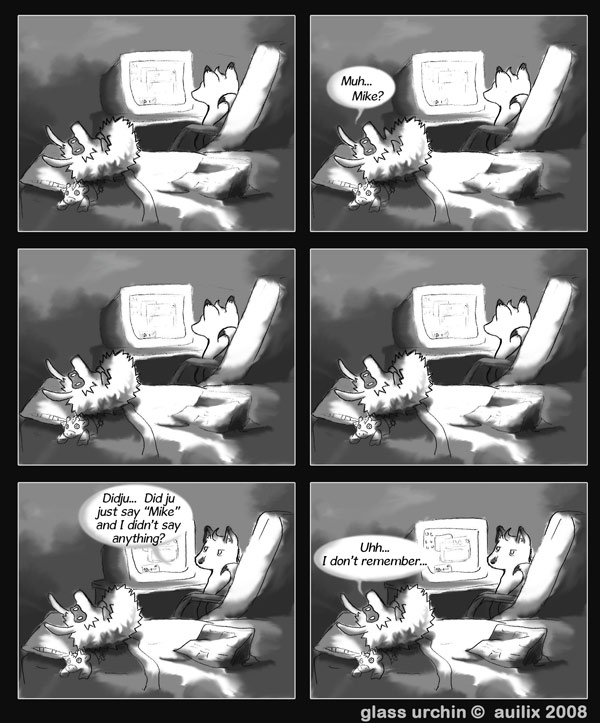 Muh...
Mike?
Didju... Did ju
just say "Mike"
and I didn't say
anything?
Uhh...
I don't remember...
glass urchin © auilix 2008